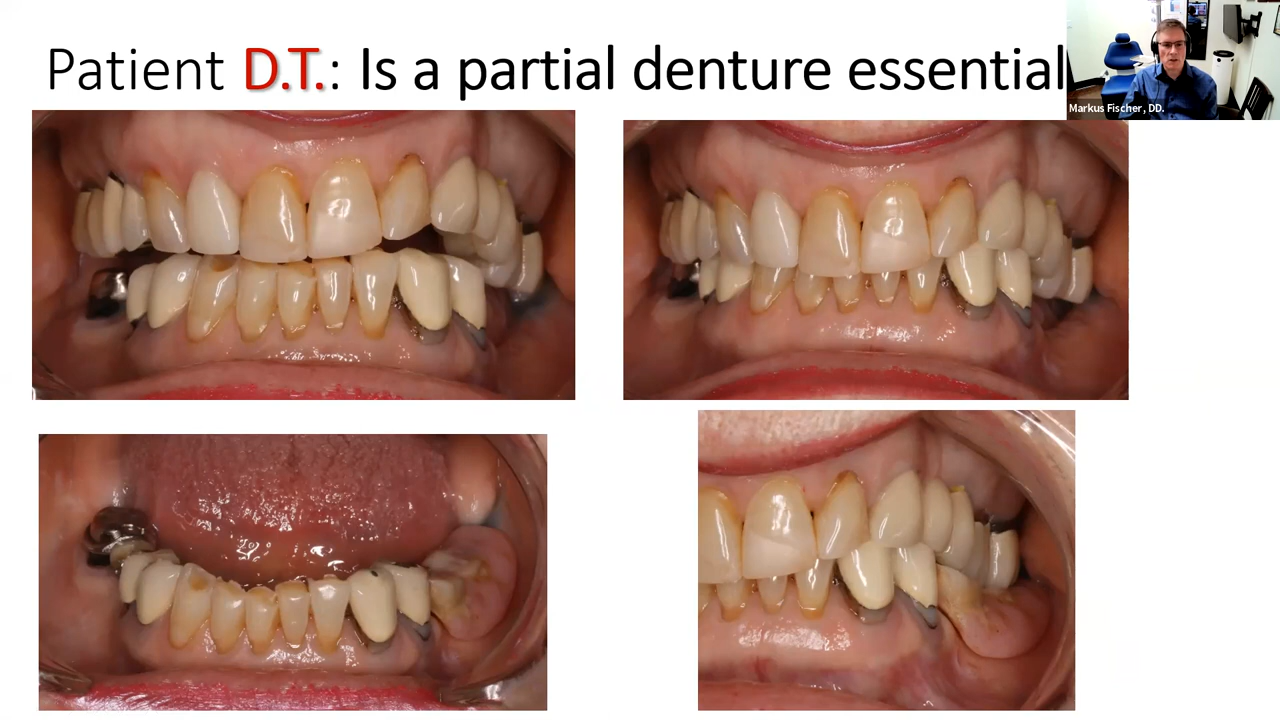 Patient D.T.: Is a partial denture essential
Markus Fischer, DD.